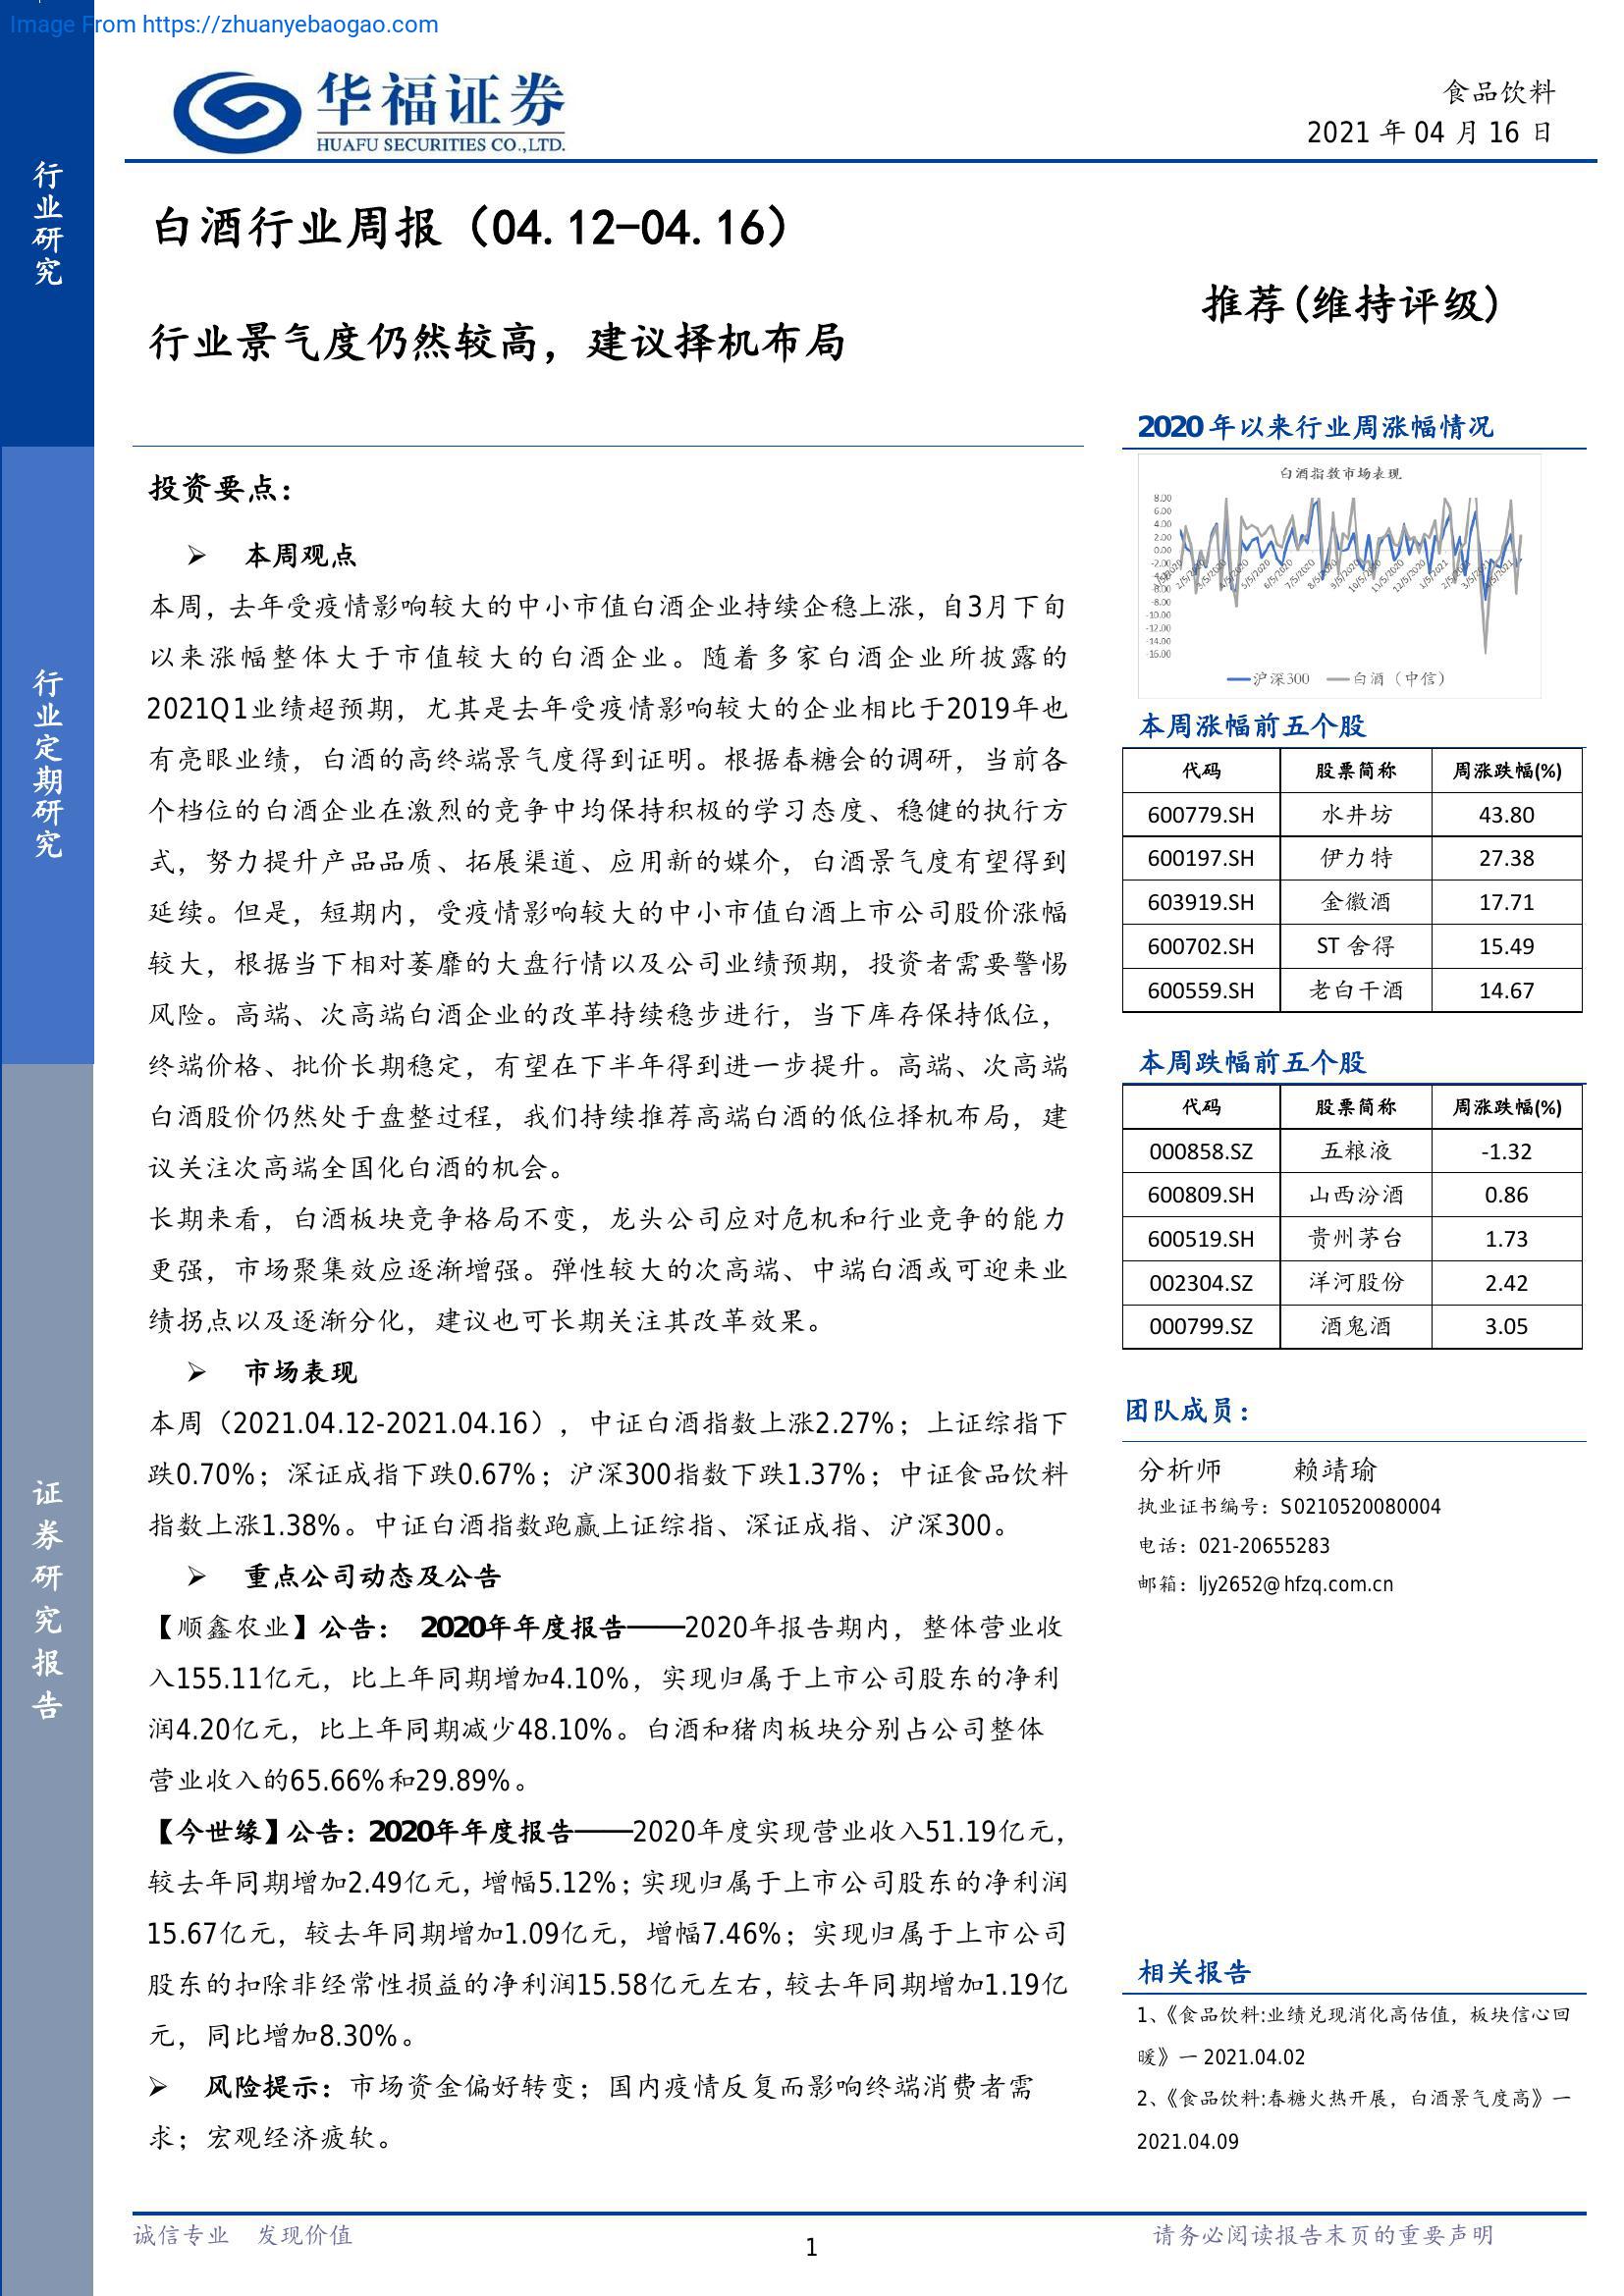 Image From https://zhuanyebaogao.com
行业研究
行业定期研究
证券研究报告
华福证券
HUAFU SECURITIES CO.,LTD.
食品饮料
2021 年 04 月 16 日
白酒行业周报（04.12-04.16）
行业景气度仍然较高，建议择机布局
推荐(维持评级)
投资要点：
➢ 本周观点
本周，去年受疫情影响较大的中小市值白酒企业持续企稳上涨，自3月下旬
以来涨幅整体大于市值较大的白酒企业。随着多家白酒企业所披露的
2021Q1业绩超预期，尤其是去年受疫情影响较大的企业相比于2019年也
有亮眼业绩，白酒的高终端景气度得到证明。根据春糖会的调研，当前各
个档位的白酒企业在激烈的竞争中均保持积极的学习态度、稳健的执行方
式，努力提升产品品质、拓展渠道、应用新的媒介，白酒景气度有望得到
延续。但是，短期内，受疫情影响较大的中小市值白酒上市公司股价涨幅
较大，根据当下相对萎靡的大盘行情以及公司业绩预期，投资者需要警惕
风险。高端、次高端白酒企业的改革持续稳步进行，当下库存保持低位，
终端价格、批价长期稳定，有望在下半年得到进一步提升。高端、次高端
白酒股价仍然处于盘整过程，我们持续推荐高端白酒的低位择机布局，建
议关注次高端全国化白酒的机会。
长期来看，白酒板块竞争格局不变，龙头公司应对危机和行业竞争的能力
更强，市场聚集效应逐渐增强。弹性较大的次高端、中端白酒或可迎来业
绩拐点以及逐渐分化，建议也可长期关注其改革效果。
➢ 市场表现
本周（2021.04.12-2021.04.16），中证白酒指数上涨2.27%；上证综指下
跌0.70%；深证成指下跌0.67%；沪深300指数下跌1.37%；中证食品饮料
指数上涨1.38%。中证白酒指数跑赢上证综指、深证成指、沪深300。
➢ 重点公司动态及公告
【顺鑫农业】公告： 2020年年度报告——2020年报告期内，整体营业收
入155.11亿元，比上年同期增加4.10%，实现归属于上市公司股东的净利
润4.20亿元，比上年同期减少48.10%。白酒和猪肉板块分别占公司整体
营业收入的65.66%和29.89%。
【今世缘】公告：2020年年度报告——2020年度实现营业收入51.19亿元，
较去年同期增加2.49亿元，增幅5.12%；实现归属于上市公司股东的净利润
15.67亿元，较去年同期增加1.09亿元，增幅7.46%；实现归属于上市公司
股东的扣除非经常性损益的净利润15.58亿元左右，较去年同期增加1.19亿
元，同比增加8.30%。
➢ 风险提示：市场资金偏好转变；国内疫情反复而影响终端消费者需
求；宏观经济疲软。
2020 年以来行业周涨幅情况
白酒指数市场表现
8.00
6.00
4.00
2.00
0.00
-2.00
-8.00
-10.00
-12.00
-14.00
-16.00
沪深300 白酒（中信）
本周涨幅前五个股
代码 股票简称 周涨跌幅(%)
600779.SH 水井坊 43.80
600197.SH 伊力特 27.38
603919.SH 金徽酒 17.71
600702.SH ST 舍得 15.49
600559.SH 老白干酒 14.67
本周跌幅前五个股
代码 股票简称 周涨跌幅(%)
000858.SZ 五粮液 -1.32
600809.SH 山西汾酒 0.86
600519.SH 贵州茅台 1.73
002304.SZ 洋河股份 2.42
000799.SZ 酒鬼酒 3.05
团队成员：
分析师 赖靖瑜
执业证书编号：S0210520080004
电话：021-20655283
邮箱：ljy2652@hfzq.com.cn
相关报告
1、《食品饮料:业绩兑现消化高估值，板块信心回
暖》一 2021.04.02
2、《食品饮料:春糖火热开展，白酒景气度高》一
2021.04.09
诚信专业 发现价值
1
请务必阅读报告末页的重要声明